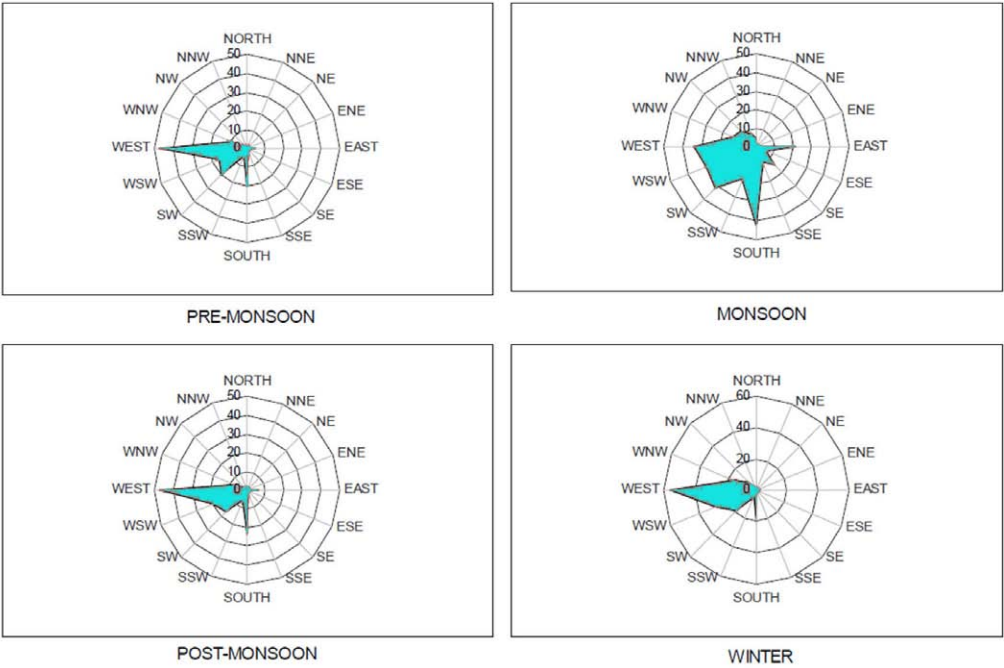 NORTH
50
NNW NNE
40
NW NE
30
20
WNW ENE
10
WEST 0 EAST
WSW ESE
SW SE
SSW SSE
SOUTH
PRE-MONSOON
NORTH
50
NNW NNE
40
NW NE
30
20
WNW ENE
10
WEST 0 EAST
WSW ESE
SW SE
SSW SSE
SOUTH
MONSOON
NORTH
50
NNW NNE
40
NW NE
30
20
WNW ENE
10
WEST 0 EAST
WSW ESE
SW SE
SSW SSE
SOUTH
POST-MONSOON
NORTH
60
NNW NNE
NW NE
40
WNW ENE
20
WEST 0 EAST
WSW ESE
SW SE
SSW SSE
SOUTH
WINTER